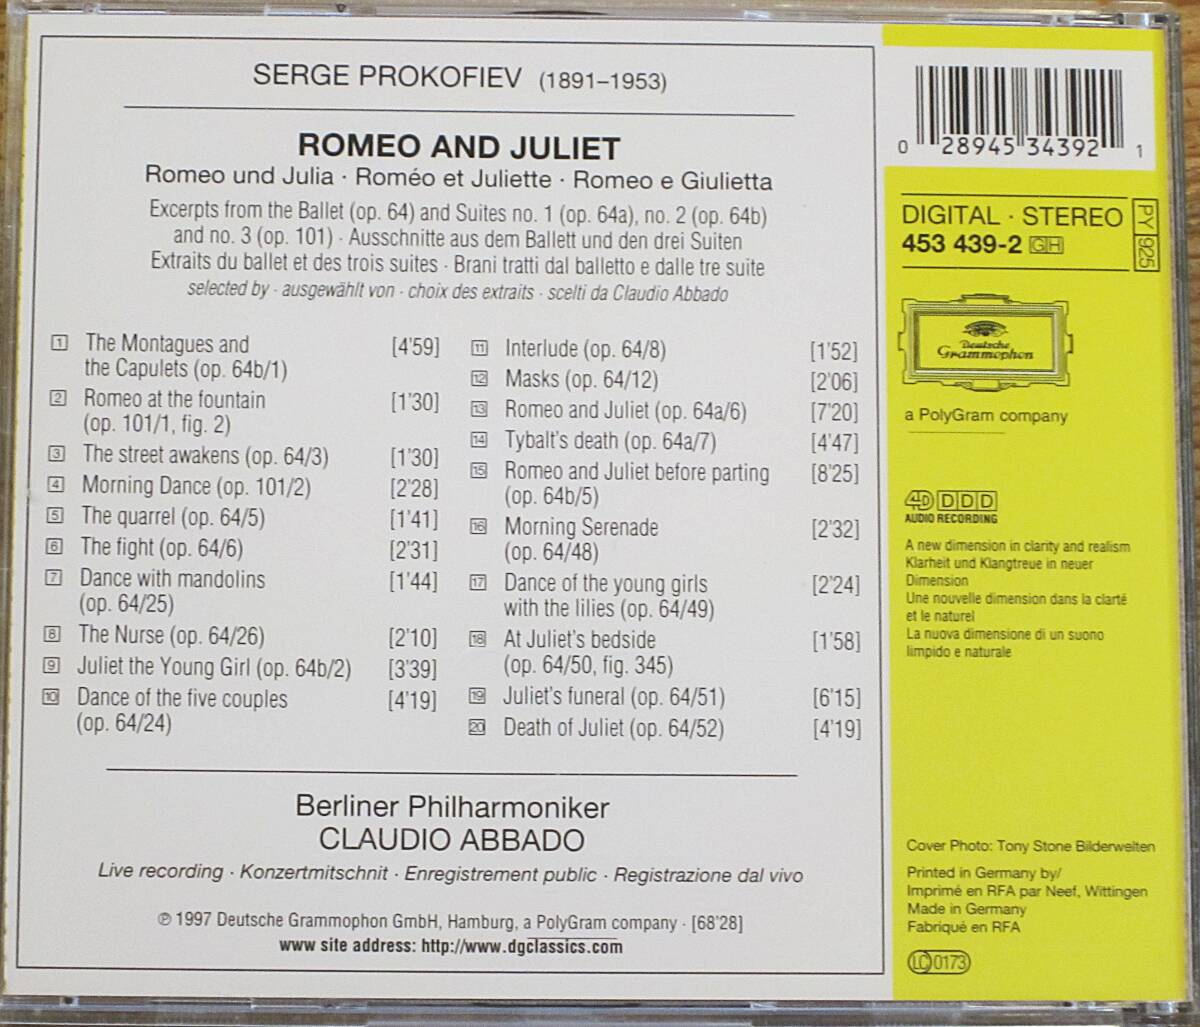 SERGE PROKOFIEV (1891–1953)
ROMEO AND JULIET
Romeo und Julia · Roméo et Juliette · Romeo e Giulietta
Excerpts from the Ballet (op. 64) and Suites no. 1 (op. 64a), no. 2 (op. 64b)
and no. 3 (op. 101) · Ausschnitte aus dem Ballett und den drei Suiten
Extraits du ballet et des trois suites · Brani tratti dal balletto e dalle tre suite
selected by · ausgewählt von · choix des extraits · scelti da Claudio Abbado
1 The Montagues and [4'59]
the Capulets (op. 64b/1)
2 Romeo at the fountain [1'30]
(op. 101/1, fig. 2)
3 The street awakens (op. 64/3) [1'30]
4 Morning Dance (op. 101/2) [2'28]
5 The quarrel (op. 64/5) [1'41]
6 The fight (op. 64/6) [2'31]
7 Dance with mandolins [1'44]
(op. 64/25)
8 The Nurse (op. 64/26) [2'10]
9 Juliet the Young Girl (op. 64b/2) [3'39]
10 Dance of the five couples [4'19]
(op. 64/24)
11 Interlude (op. 64/8) [1'52]
12 Masks (op. 64/12) [2'06]
13 Romeo and Juliet (op. 64a/6) [7'20]
14 Tybalt's death (op. 64a/7) [4'47]
15 Romeo and Juliet before parting [8'25]
(op. 64b/5)
16 Morning Serenade [2'32]
(op. 64/48)
17 Dance of the young girls [2'24]
with the lilies (op. 64/49)
18 At Juliet's bedside [1'58]
(op. 64/50, fig. 345)
19 Juliet's funeral (op. 64/51) [6'15]
20 Death of Juliet (op. 64/52) [4'19]
Berliner Philharmoniker
CLAUDIO ABBADO
Live recording · Konzertmitschnit · Enregistrement public · Registrazione dal vivo
℗ 1997 Deutsche Grammophon GmbH, Hamburg, a PolyGram company · [68'28]
www site address: http://www.dgclassics.com
0 28945 34392 1
DIGITAL · STEREO
453 439-2 GH
PY 925
Deutsche
Grammophon
a PolyGram company
4D DDD
AUDIO RECORDING
A new dimension in clarity and realism
Klarheit und Klangtreue in neuer
Dimension
Une nouvelle dimension dans la clarté
et le naturel
La nuova dimensione di un suono
limpido e naturale
Cover Photo: Tony Stone Bilderwelten
Printed in Germany by/
Imprimé en RFA par Neef, Wittingen
Made in Germany
Fabriqué en RFA
LC 0173